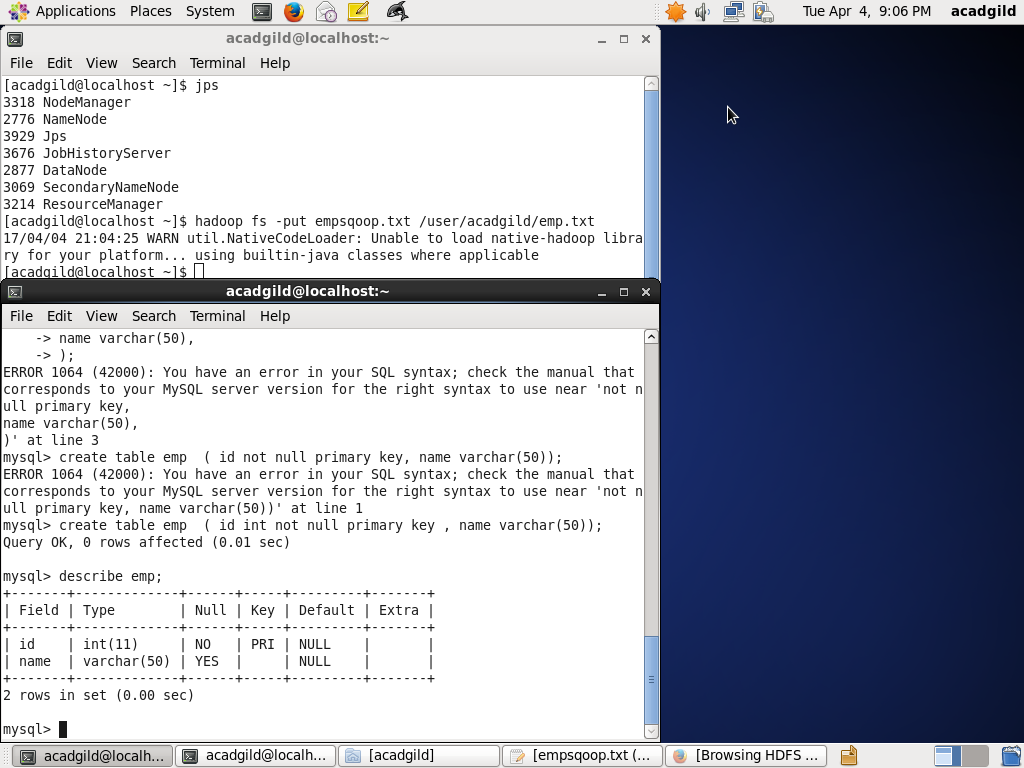 Applications Places System Tue Apr 4, 9:06 PM acadgild
acadgild@localhost:~
File Edit View Search Terminal Help
[acadgild@localhost ~]$ jps
3318 NodeManager
2776 NameNode
3929 Jps
3676 JobHistoryServer
2877 DataNode
3069 SecondaryNameNode
3214 ResourceManager
[acadgild@localhost ~]$ hadoop fs -put empsqoop.txt /user/acadgild/emp.txt
17/04/04 21:04:25 WARN util.NativeCodeLoader: Unable to load native-hadoop libra
ry for your platform... using builtin-java classes where applicable
[acadgild@localhost ~]$
acadgild@localhost:~
File Edit View Search Terminal Help
    -> name varchar(50),
    -> );
ERROR 1064 (42000): You have an error in your SQL syntax; check the manual that
corresponds to your MySQL server version for the right syntax to use near 'not n
ull primary key,
name varchar(50),
)' at line 3
mysql> create table emp  ( id not null primary key, name varchar(50));
ERROR 1064 (42000): You have an error in your SQL syntax; check the manual that
corresponds to your MySQL server version for the right syntax to use near 'not n
ull primary key, name varchar(50))' at line 1
mysql> create table emp  ( id int not null primary key , name varchar(50));
Query OK, 0 rows affected (0.01 sec)
mysql> describe emp;
+-------+-------------+------+-----+---------+-------+
| Field | Type        | Null | Key | Default | Extra |
+-------+-------------+------+-----+---------+-------+
| id    | int(11)     | NO   | PRI | NULL    |       |
| name  | varchar(50) | YES  |     | NULL    |       |
+-------+-------------+------+-----+---------+-------+
2 rows in set (0.00 sec)
mysql>
acadgild@localh... acadgild@localh... [acadgild] [empsqoop.txt (... [Browsing HDFS ...